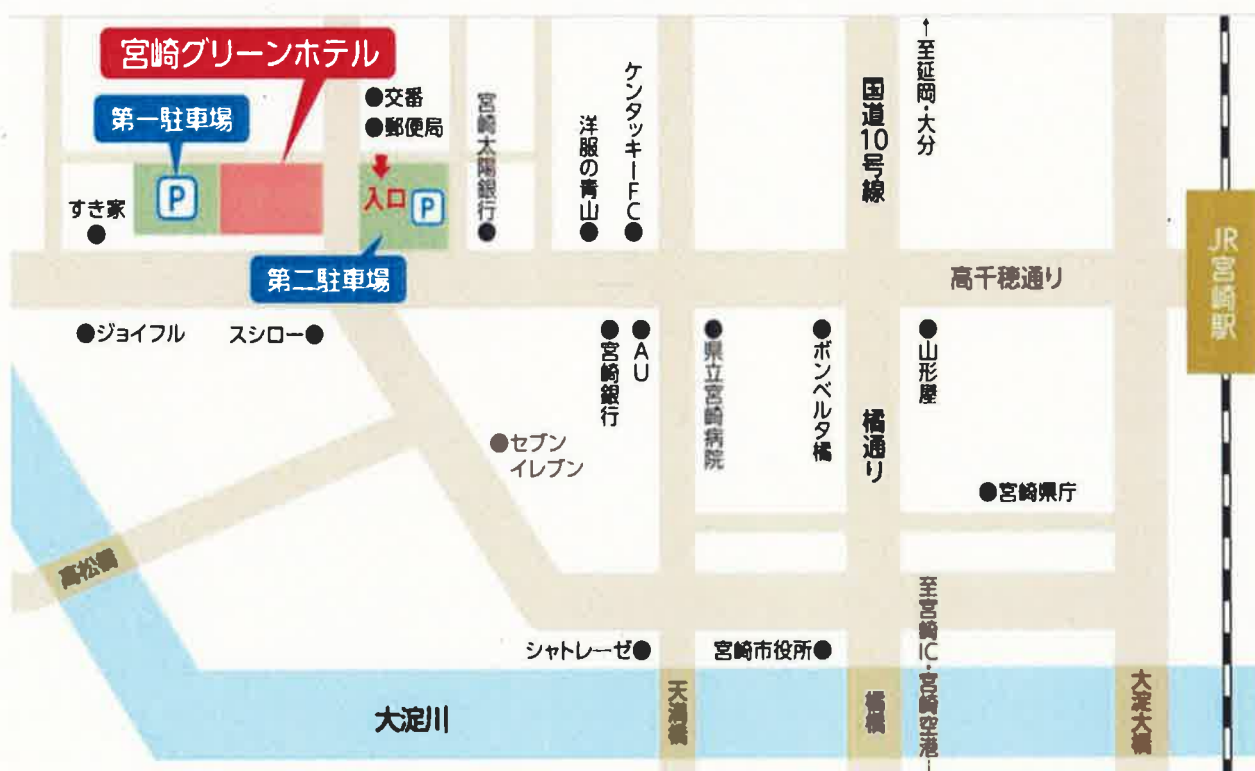 宮崎グリーンホテル
第一駐車場
P
すき家
●交番
●郵便局
入口
P
第二駐車場
宮崎太陽銀行●
洋服の青山●
ケンタッキーFC●
国道10号線
↑至延岡・大分
高千穂通り
JR宮崎駅
●ジョイフル
スシロー●
●宮崎銀行
●AU
●県立宮崎病院
●ボンベルタ橘
橘通り
●山形屋
●セブン
イレブン
●宮崎県庁
高松橋
シャトレーゼ●
宮崎市役所●
至宮崎IC・宮崎空港→
大淀川
天満橋
橘橋
大淀大橋